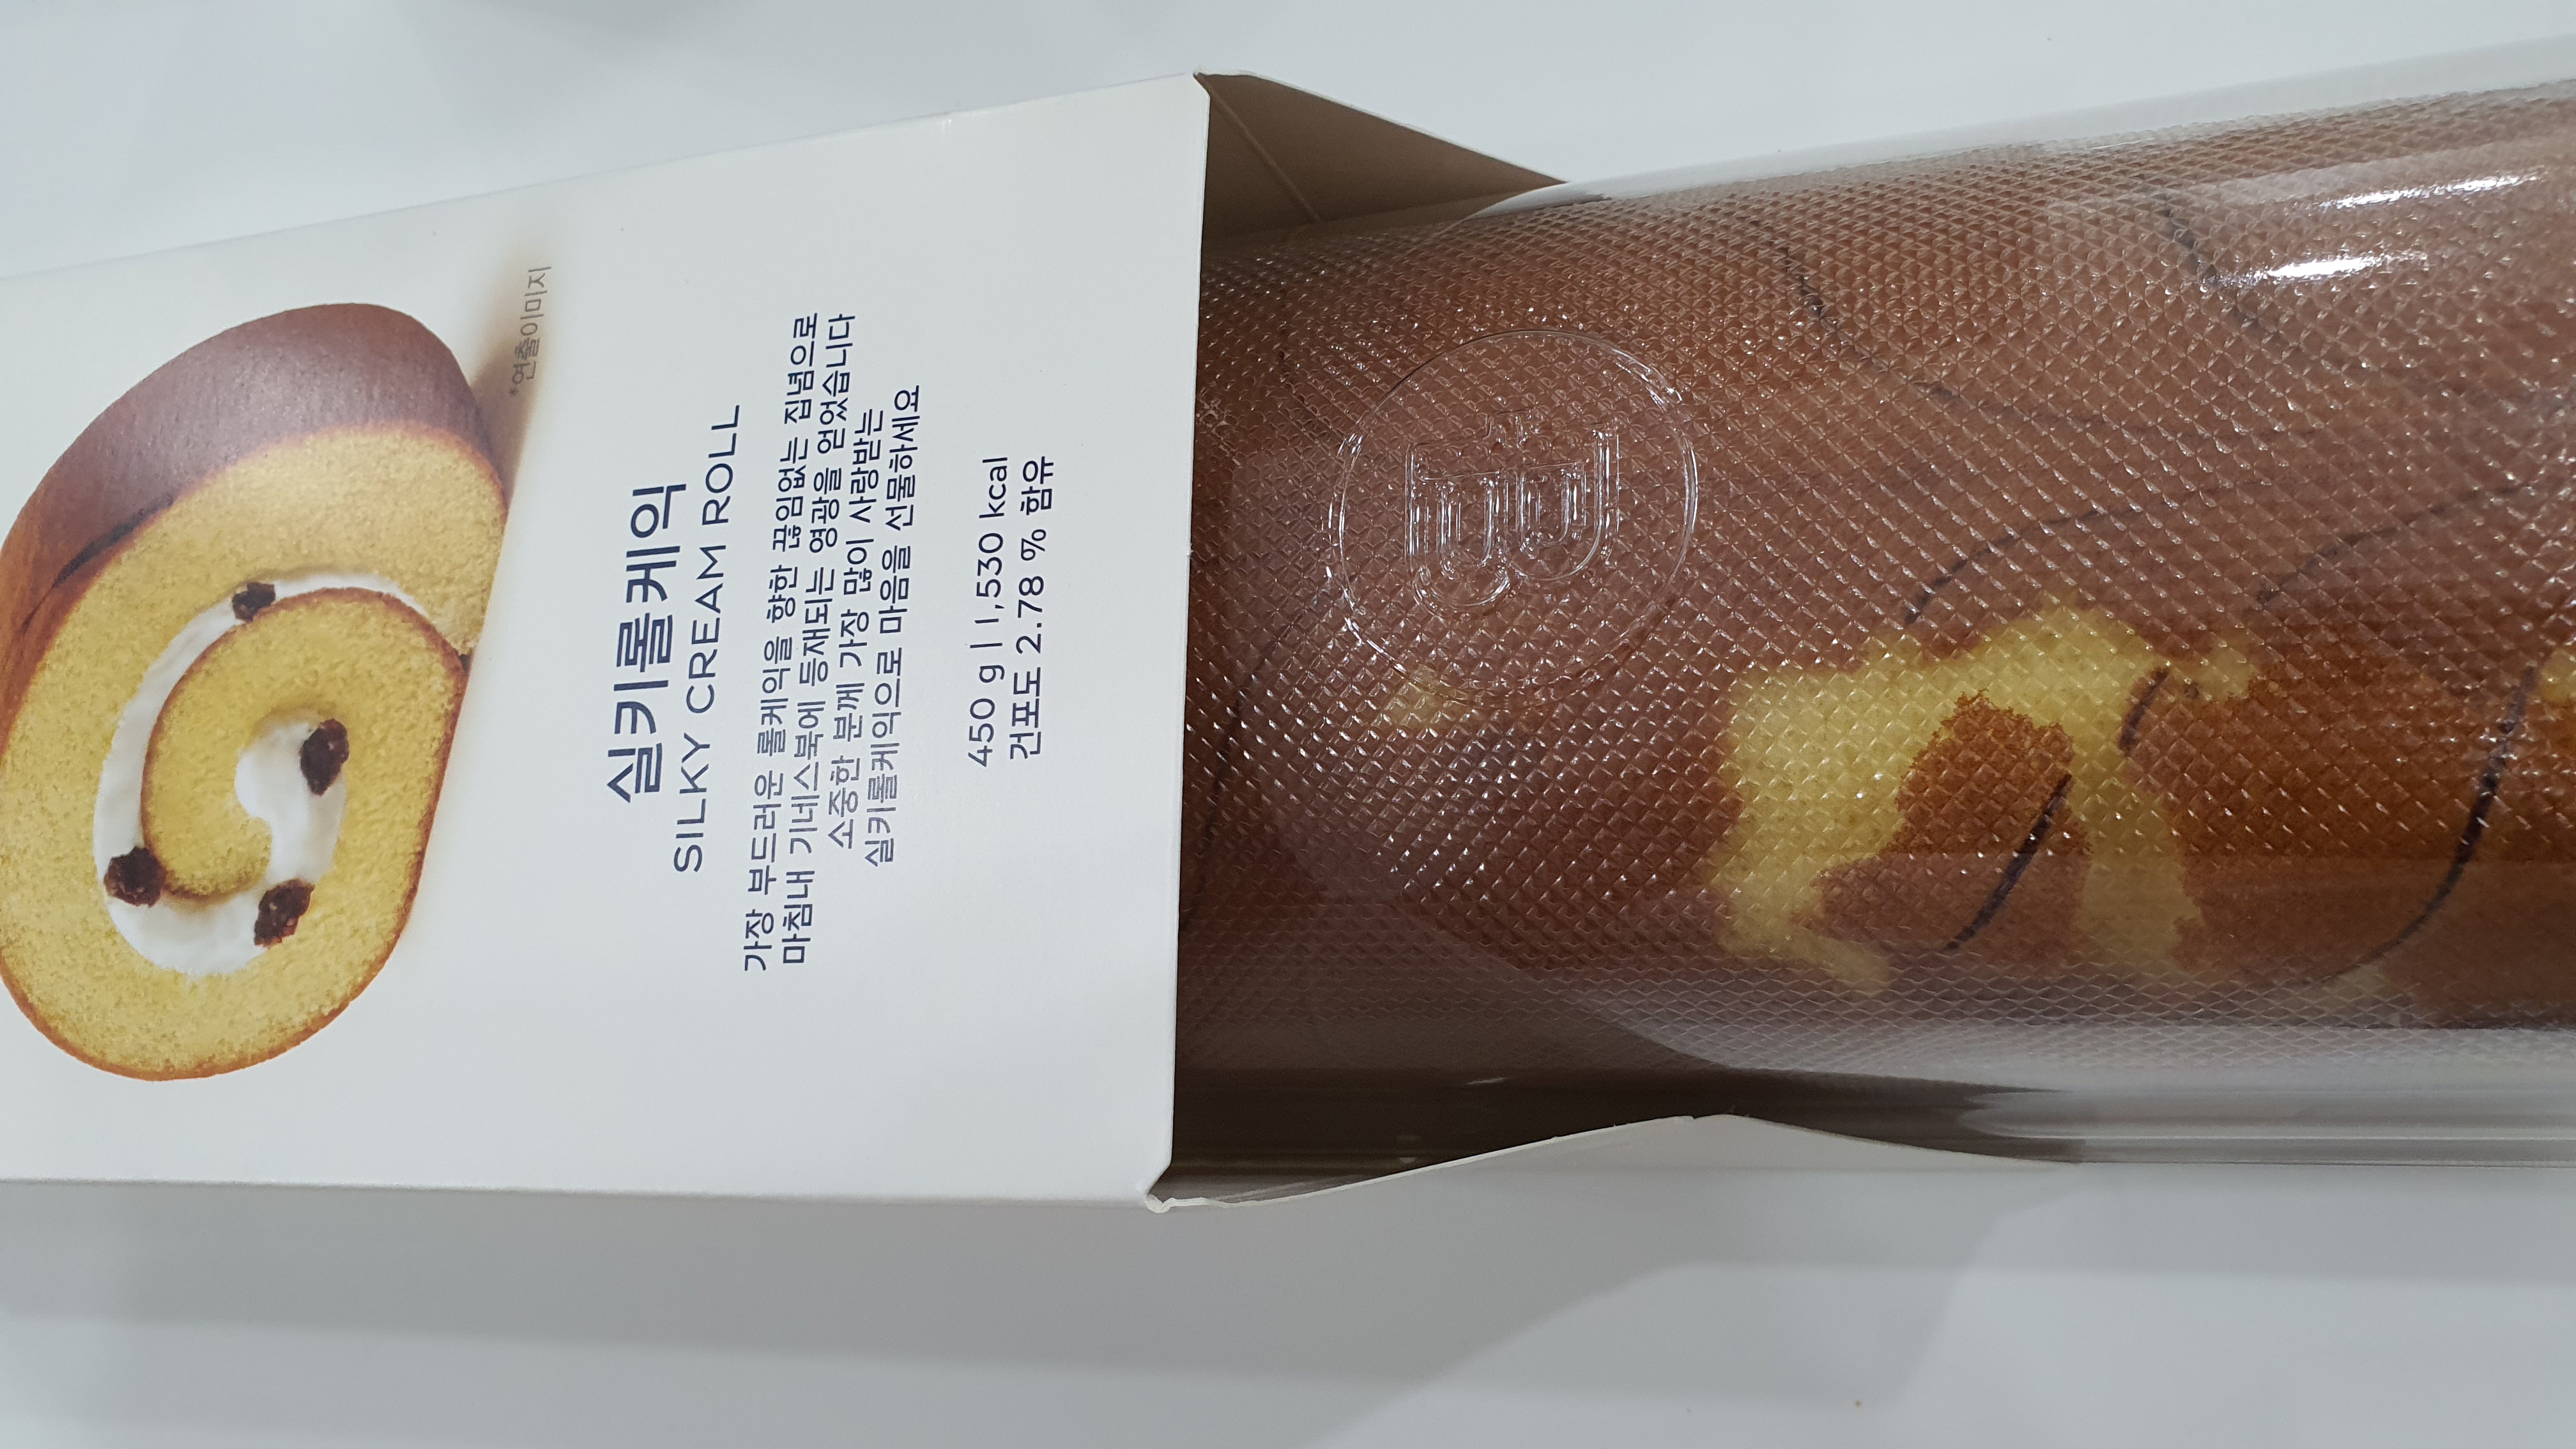 *연출이미지
실키롤케익
SILKY CREAM ROLL
가장 부드러운 롤케익을 향한 끊임없는 집념으로
마침내 기네스북에 등재되는 영광을 얻었습니다
소중한 분께 가장 많이 사랑받는
실키롤케익으로 마음을 선물하세요
450 g | 1,530 kcal
건포도 2.78 % 함유